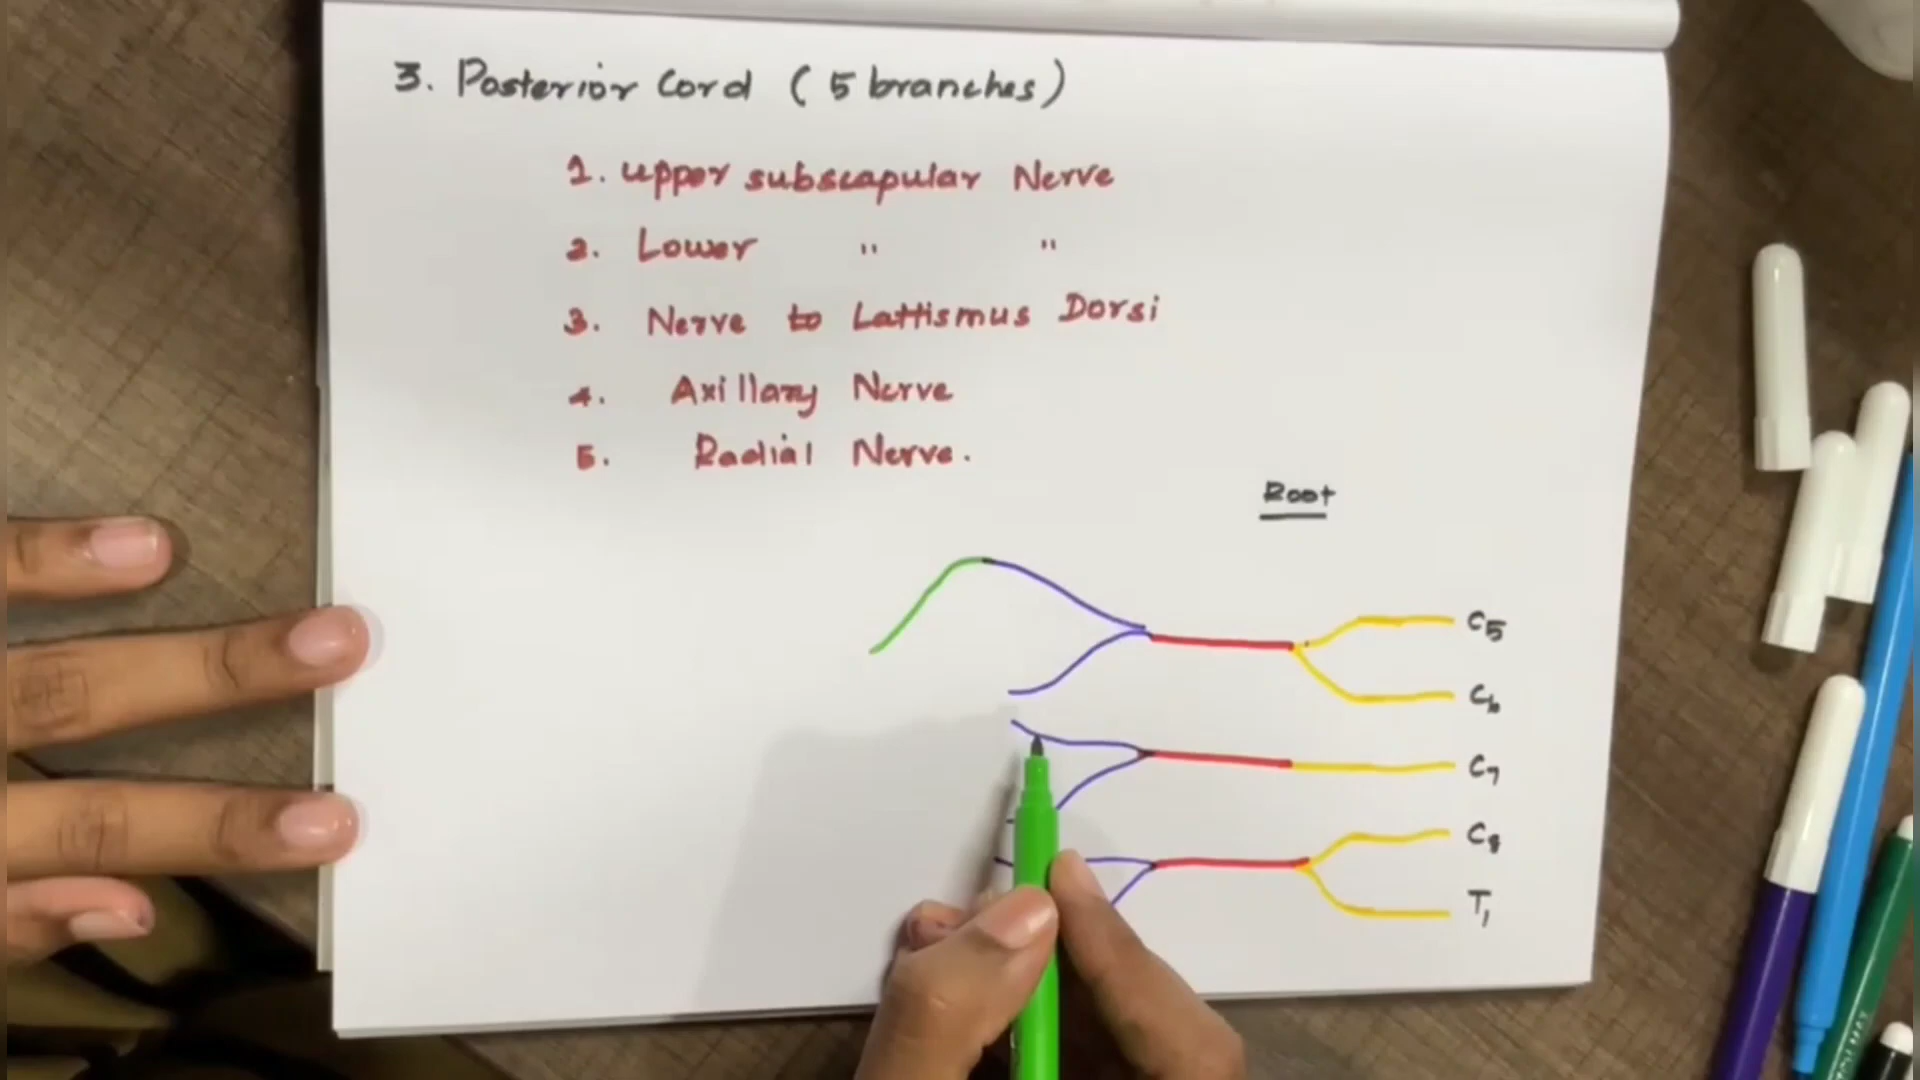 3. Posterior Cord (5 branches)
1. upper subscapular Nerve
2. Lower " "
3. Nerve to Lattismus Dorsi
4. Axillary Nerve
5. Radial Nerve.
Root
C5
C6
C7
C8
T1